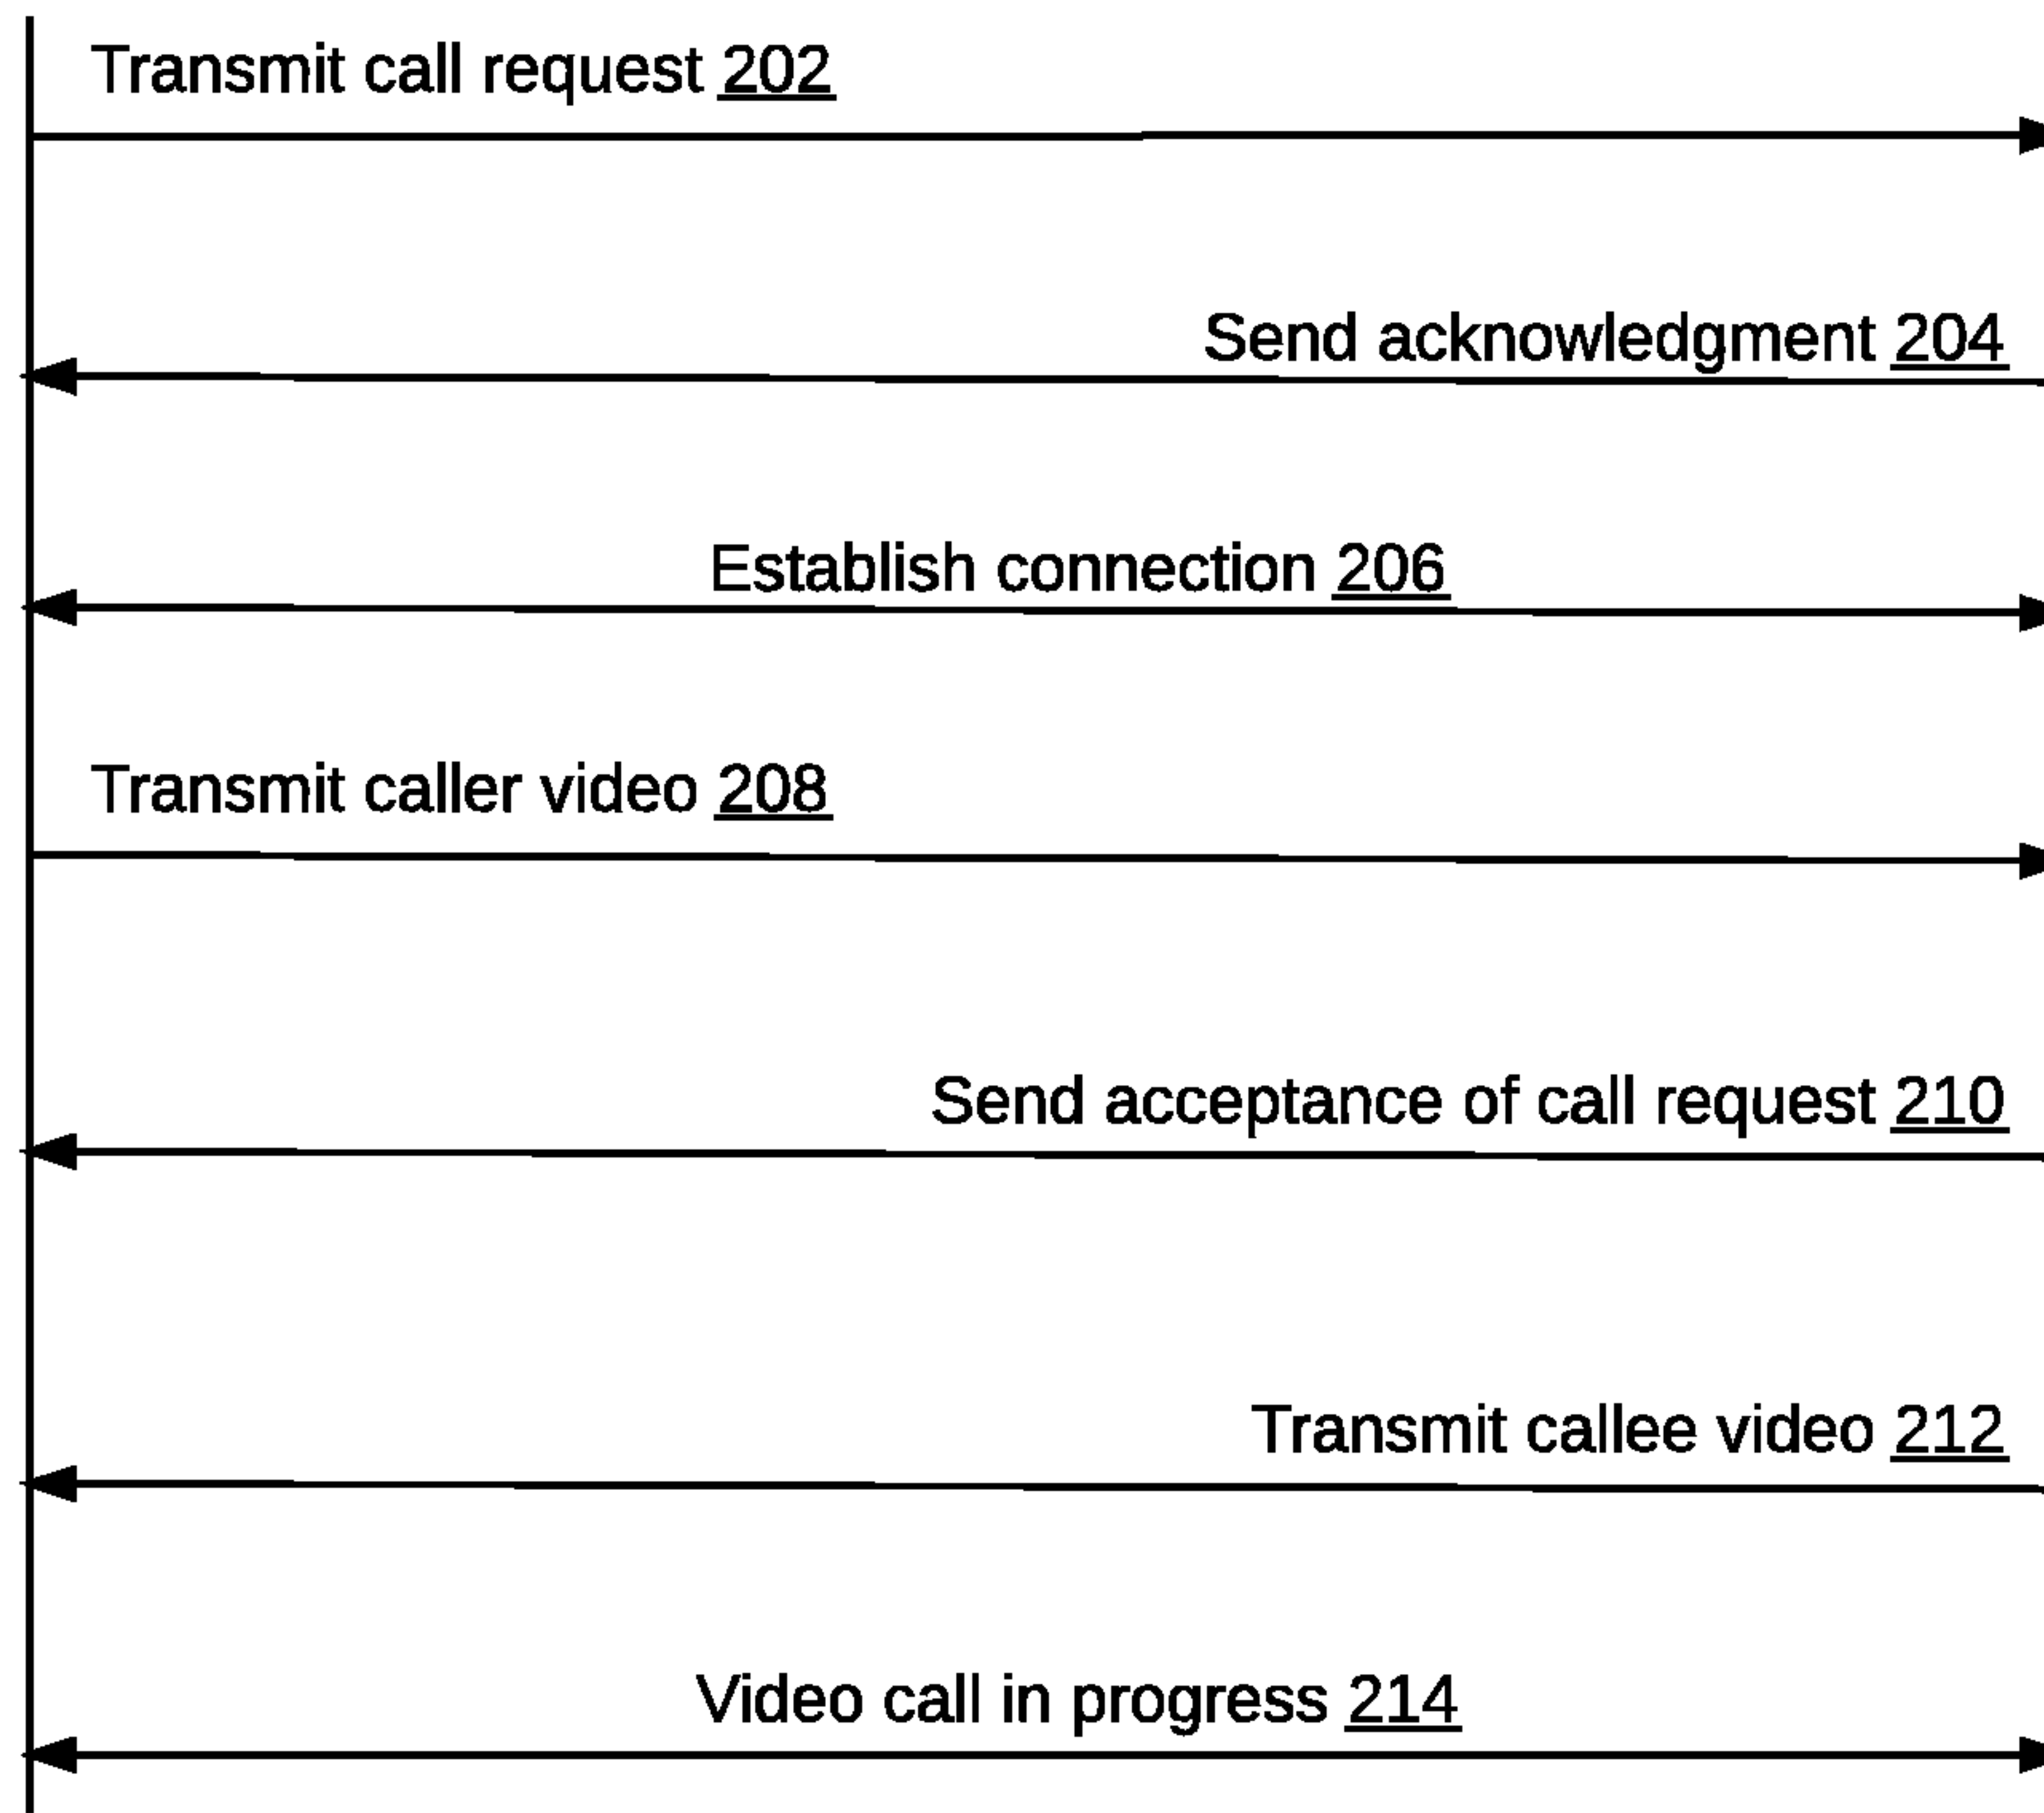 Transmit call request 202
Send acknowledgment 204
Establish connection 206
Transmit caller video 208
Send acceptance of call request 210
Transmit callee video 212
Video call in progress 214